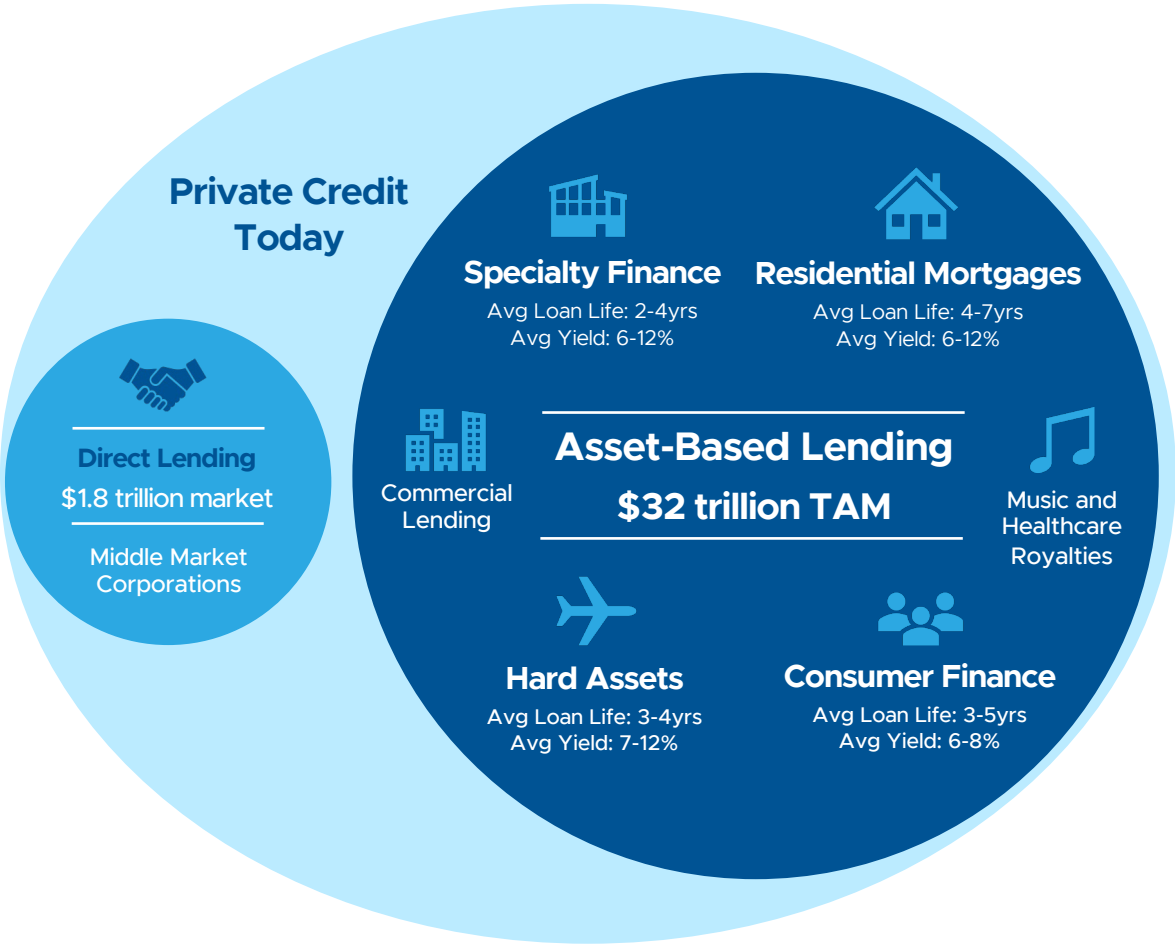 Private Credit
Today
Direct Lending
$1.8 trillion market
Middle Market
Corporations
Specialty Finance
Avg Loan Life: 2-4yrs
Avg Yield: 6-12%
Residential Mortgages
Avg Loan Life: 4-7yrs
Avg Yield: 6-12%
Commercial
Lending
Asset-Based Lending
$32 trillion TAM
Music and
Healthcare
Royalties
Hard Assets
Avg Loan Life: 3-4yrs
Avg Yield: 7-12%
Consumer Finance
Avg Loan Life: 3-5yrs
Avg Yield: 6-8%